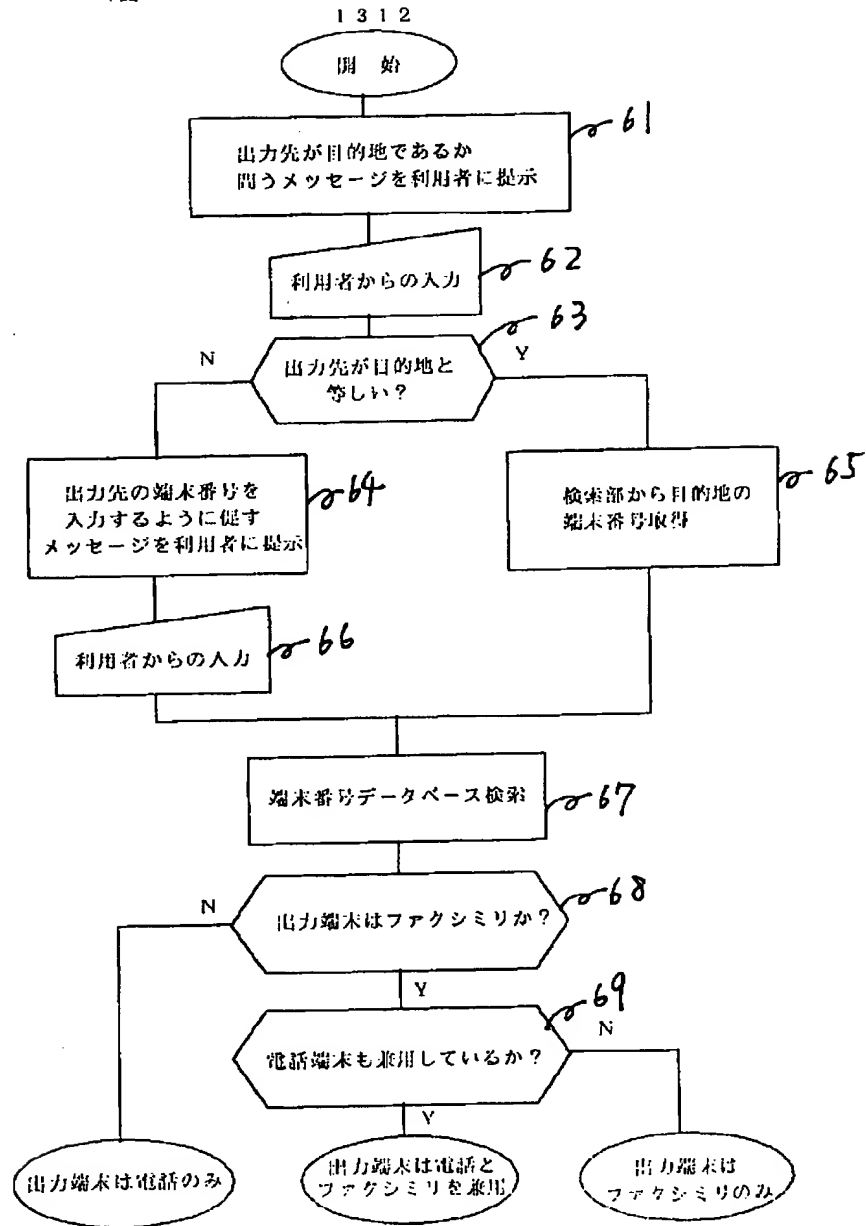 1312
開始
出力先が目的地であるか
問うメッセージを利用者に提示
61
利用者からの入力
62
63
N
Y
出力先が目的地と
等しい?
出力先の端末番号を
入力するように促す
メッセージを利用者に提示
64
検索部から目的地の
端末番号取得
65
利用者からの入力
66
端末番号データベース検索
67
N
出力端末はファクシミリか?
68
Y
69
電話端末も兼用しているか?
N
Y
出力端末は電話のみ
出力端末は電話と
ファクシミリを兼用
出力端末は
ファクシミリのみ